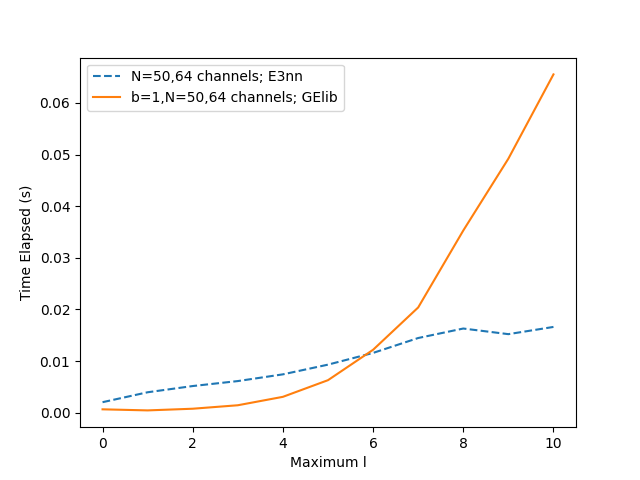 N=50,64 channels; E3nn
b=1,N=50,64 channels; GElib
0.06
0.05
0.04
0.03
0.02
0.01
0.00
Time Elapsed (s)
0 2 4 6 8 10
Maximum l